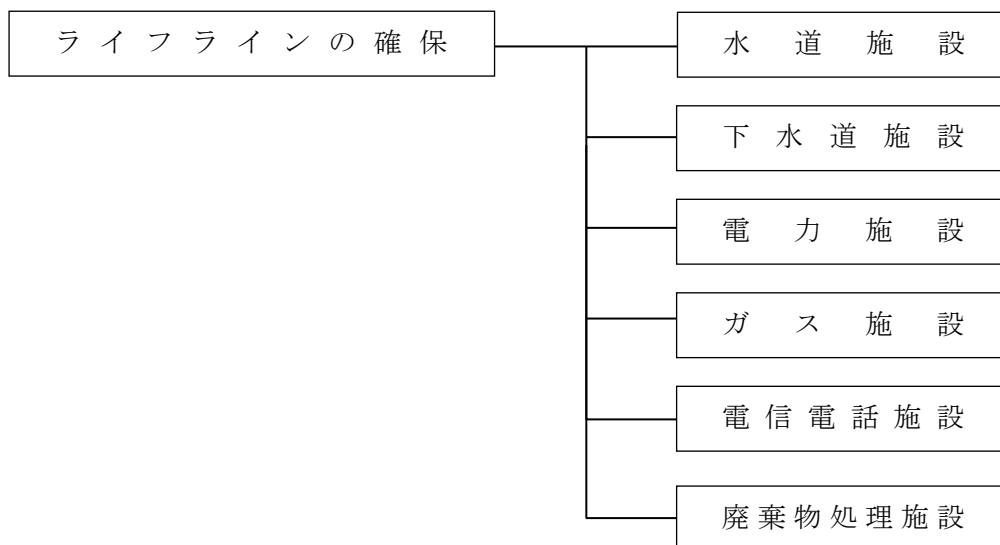 ライフラインの確保
水道施設
下水道施設
電力施設
ガス施設
電信電話施設
廃棄物処理施設